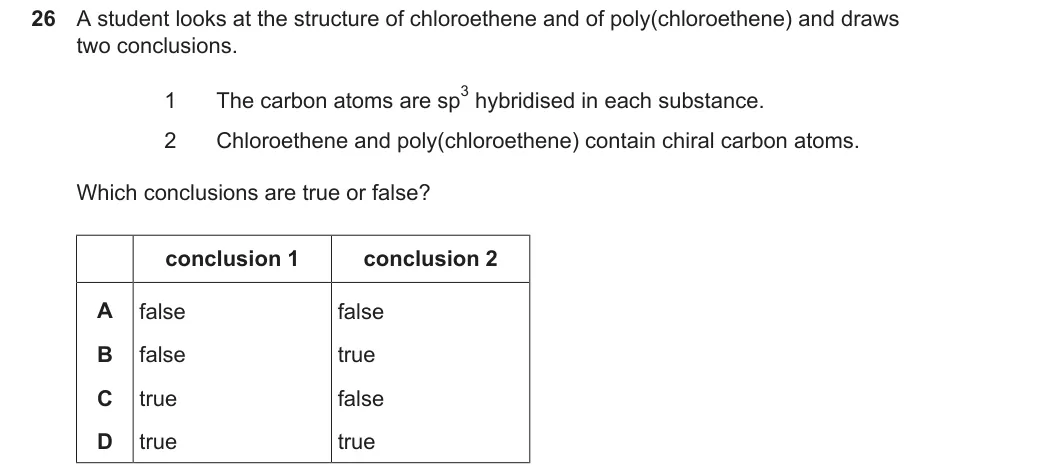 26 A student looks at the structure of chloroethene and of poly(chloroethene) and draws
two conclusions.
1 The carbon atoms are sp³ hybridised in each substance.
2 Chloroethene and poly(chloroethene) contain chiral carbon atoms.
Which conclusions are true or false?
conclusion 1 conclusion 2
A false false
B false true
C true false
D true true